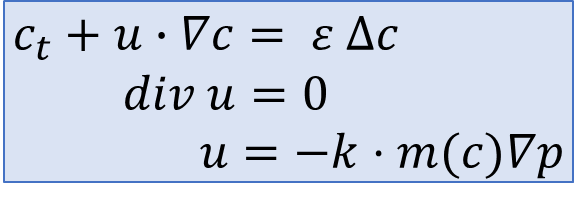 c_t + u · ∇c = ε Δc
div u = 0
u = −k · m(c)∇p